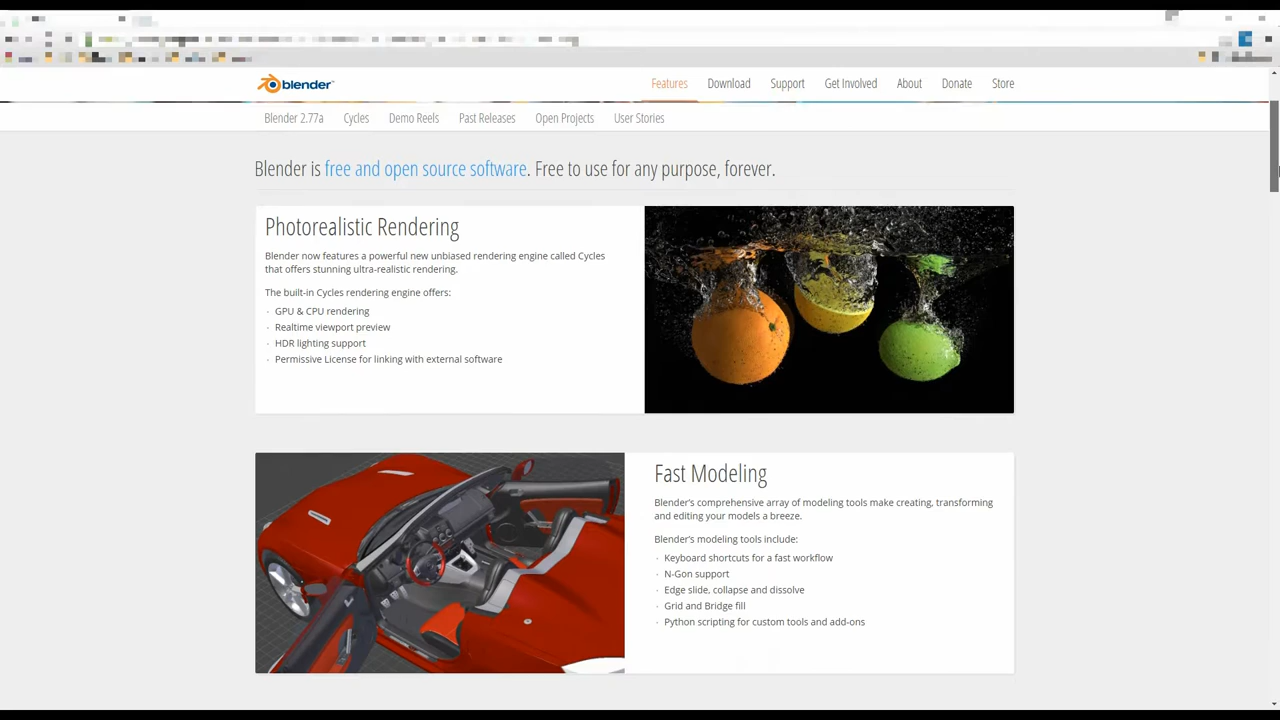 blender
Features Download Support Get Involved About Donate Store
Blender 2.77a Cycles Demo Reels Past Releases Open Projects User Stories
Blender is free and open source software. Free to use for any purpose, forever.
Photorealistic Rendering
Blender now features a powerful new unbiased rendering engine called Cycles
that offers stunning ultra-realistic rendering.
The built-in Cycles rendering engine offers:
GPU & CPU rendering
Realtime viewport preview
HDR lighting support
Permissive License for linking with external software
Fast Modeling
Blender's comprehensive array of modeling tools make creating, transforming
and editing your models a breeze.
Blender's modeling tools include:
Keyboard shortcuts for a fast workflow
N-Gon support
Edge slide, collapse and dissolve
Grid and Bridge fill
Python scripting for custom tools and add-ons